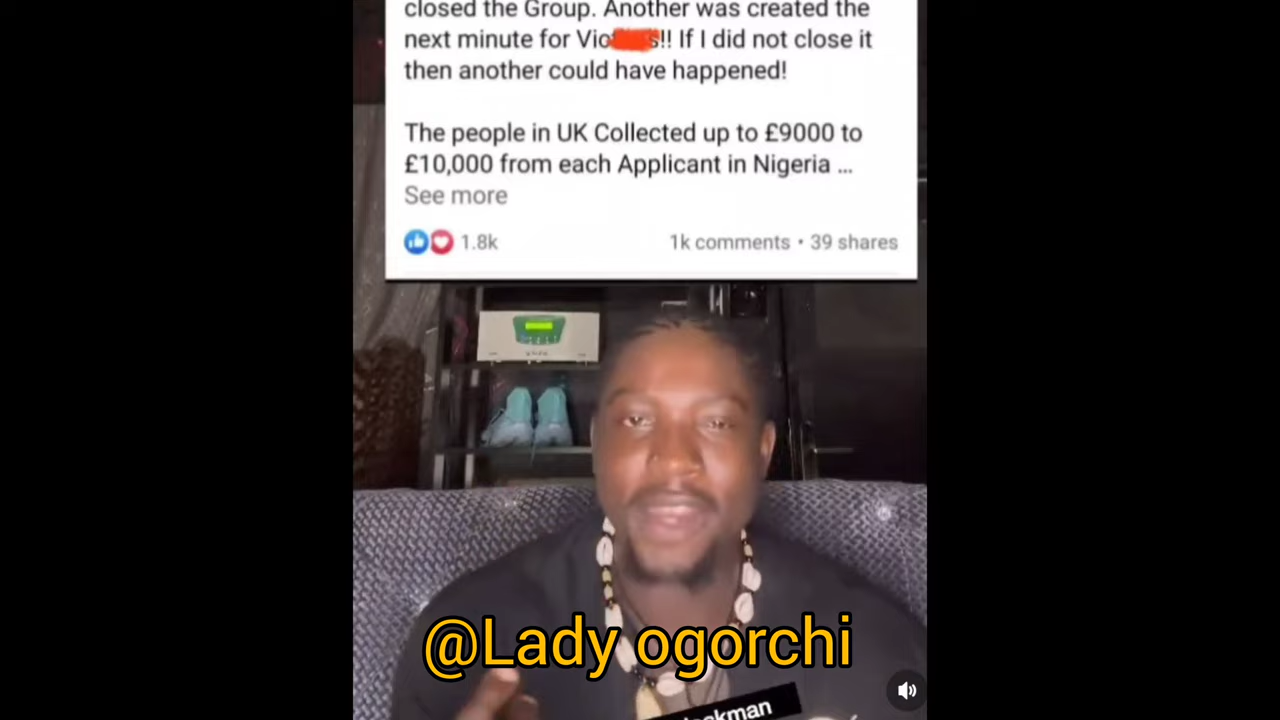 closed the Group. Another was created the
next minute for Vio s!! If I did not close it
then another could have happened!
The people in UK Collected up to £9000 to
£10,000 from each Applicant in Nigeria ...
See more
1.8k
1k comments • 39 shares
@Lady ogorchi